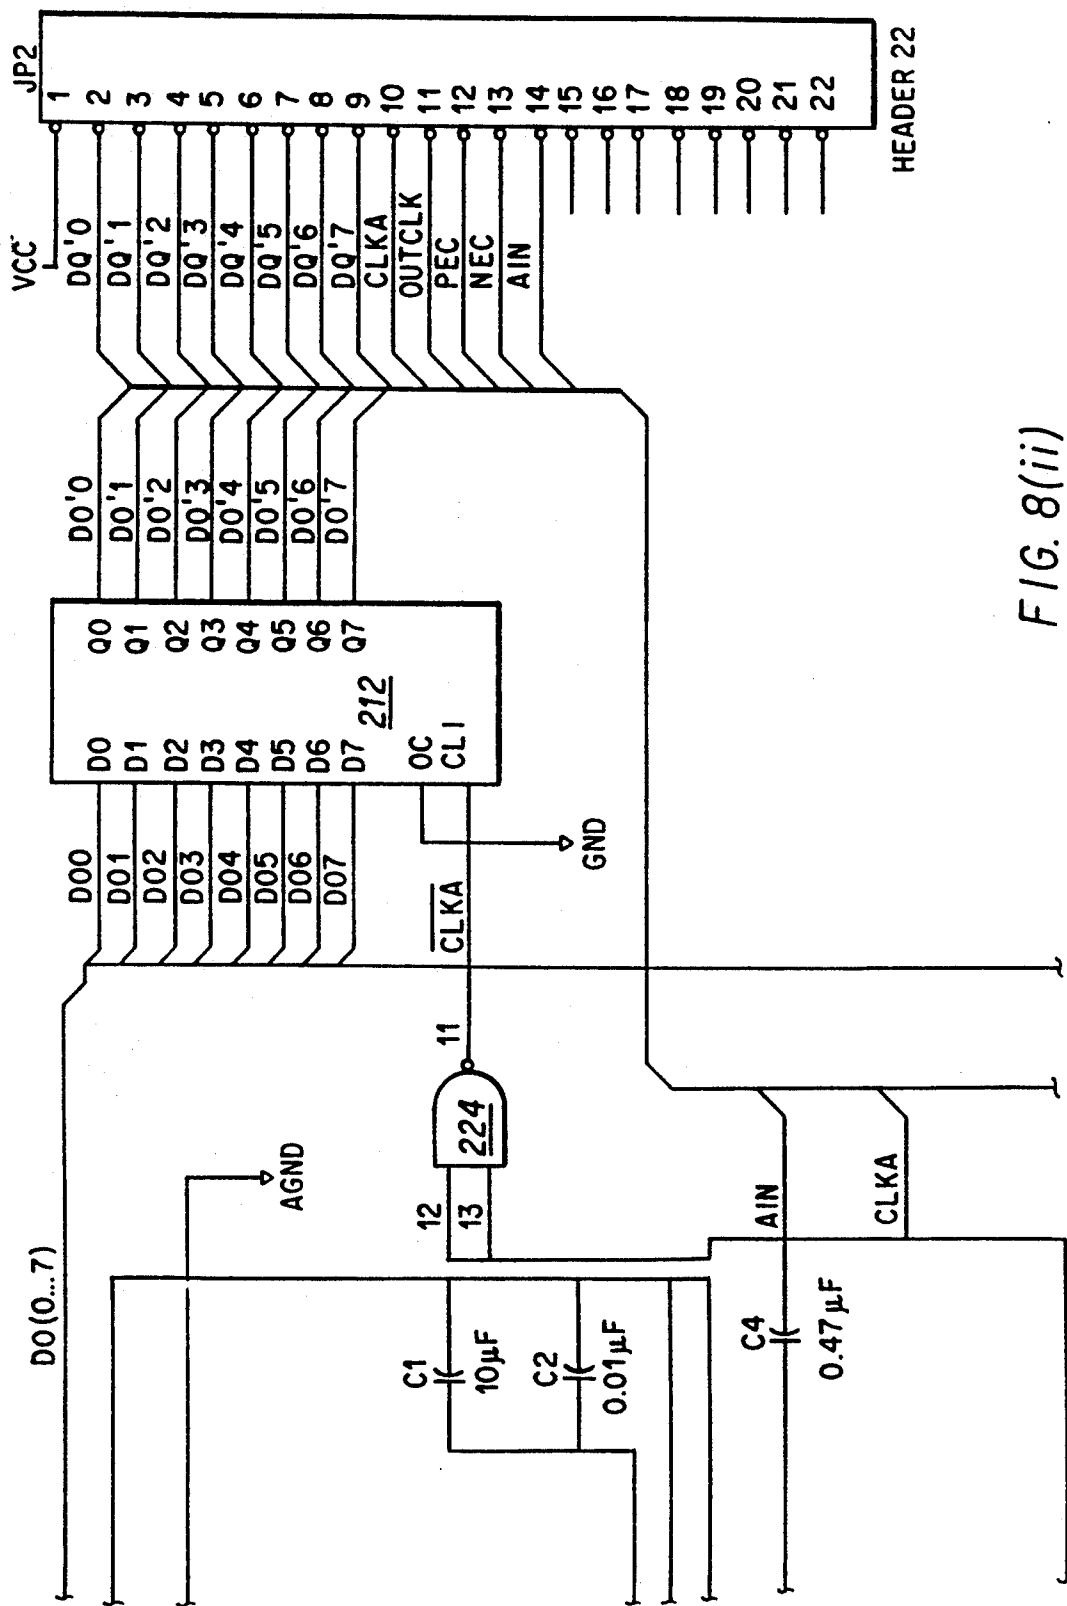 JP2
1
2
3
4
5
6
7
8
9
10
11
12
13
14
15
16
17
18
19
20
21
22
HEADER 22
VCC
DQ'0
DQ'1
DQ'2
DQ'3
DQ'4
DQ'5
DQ'6
DQ'7
CLKA
OUTCLK
PEC
NEC
AIN
DO'0
DO'1
DO'2
DQ'3
DO'4
DO'5
DO'6
DO'7
Q0
Q1
Q2
Q3
Q4
Q5
Q6
Q7
212
D0
D1
D2
D3
D4
D5
D6
D7
OC
CLI
DO0
DO1
DO2
DO3
DO4
DO5
DO6
DO7
CLKA
GND
11
224
12
13
AGND
DO(0...7)
AIN
CLKA
C1
10µF
C2
0.01µF
C4
0.47µF
FIG. 8(ii)